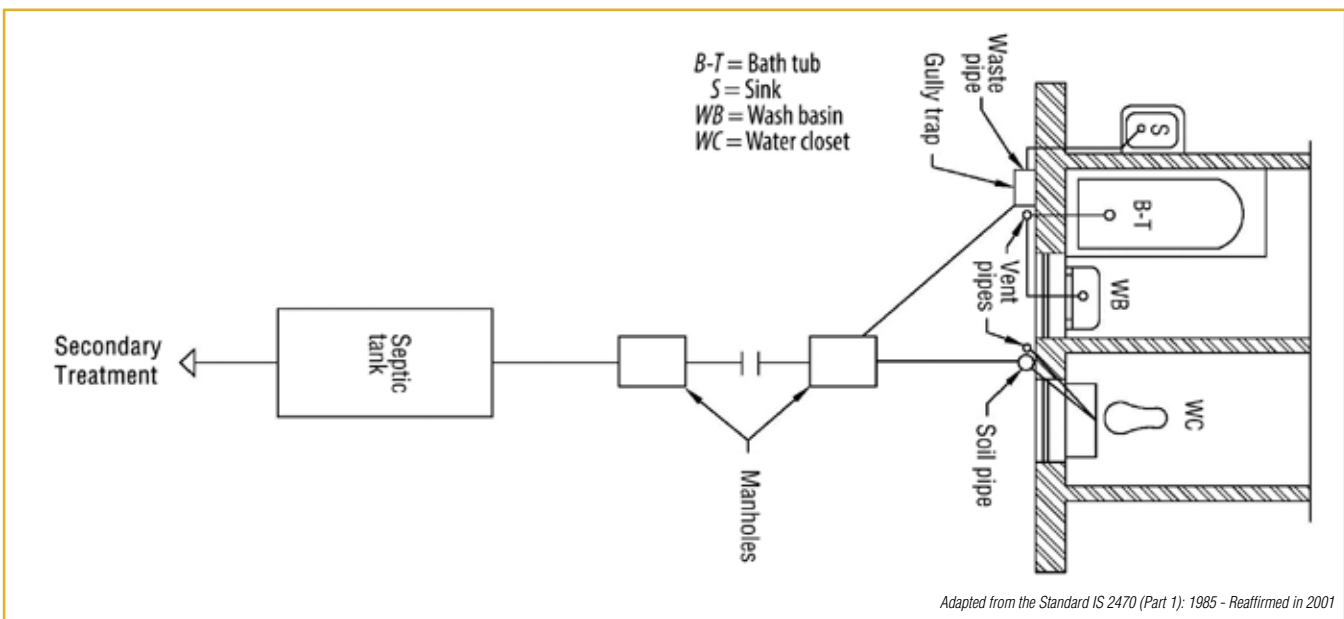 B-T = Bath tub
S = Sink
WB = Wash basin
WC = Water closet
Waste
pipe
Gully trap
S
B-T
Vent
pipes
WB
Secondary
Treatment
Septic
tank
Soil pipe
WC
Manholes
Adapted from the Standard IS 2470 (Part 1): 1985 - Reaffirmed in 2001